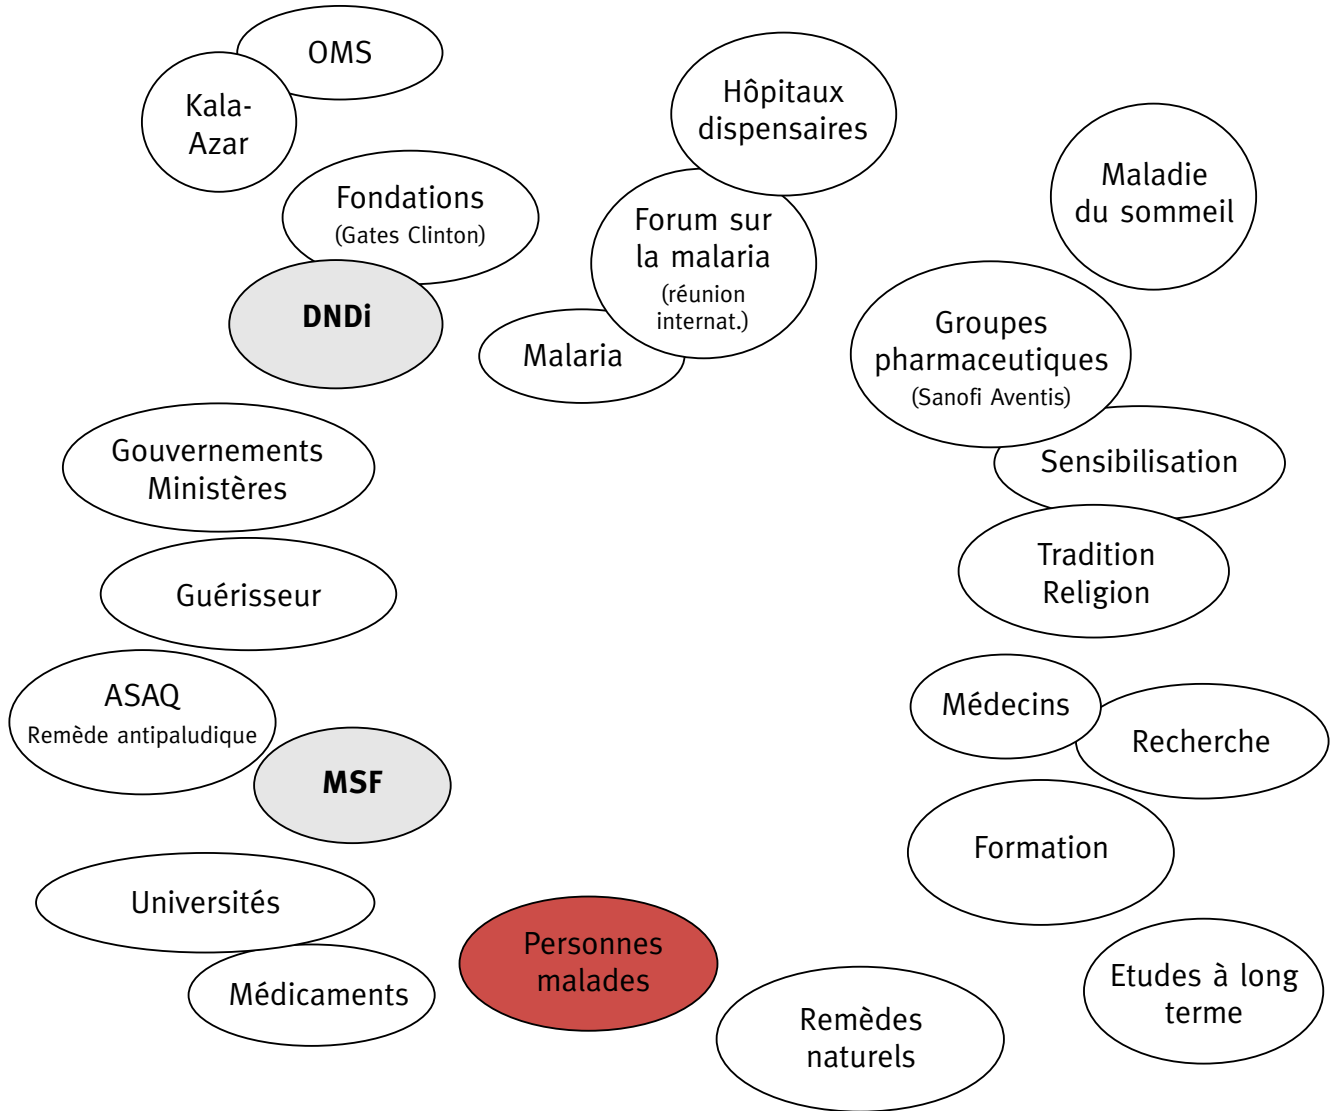 OMS
Kala-
Azar
Hôpitaux
dispensaires
Maladie
du sommeil
Fondations
(Gates Clinton)
Forum sur
la malaria
(réunion
internat.)
DNDi
Malaria
Groupes
pharmaceutiques
(Sanofi Aventis)
Gouvernements
Ministères
Sensibilisation
Guérisseur
Tradition
Religion
ASAQ
Remède antipaludique
Médecins
Recherche
MSF
Formation
Universités
Personnes
malades
Médicaments
Etudes à long
terme
Remèdes
naturels